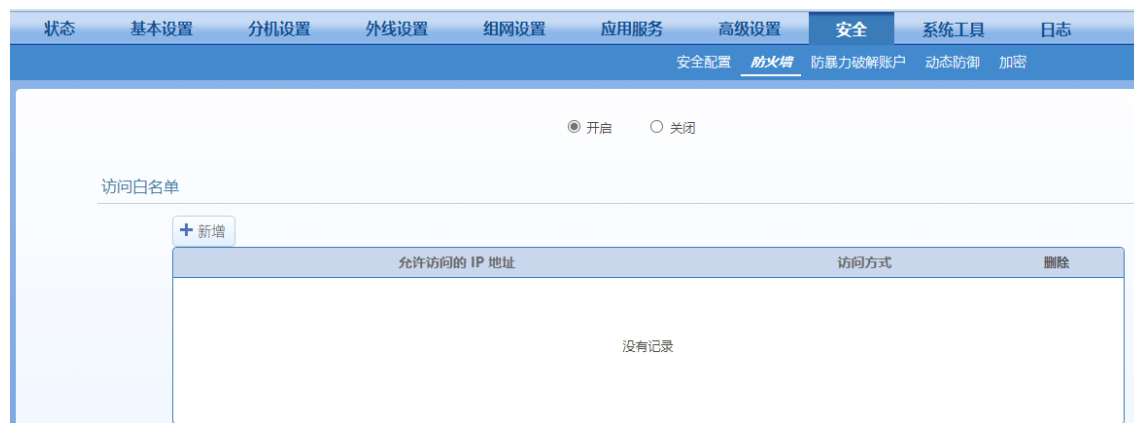 状态 基本设置 分机设置 外线设置 组网设置 应用服务 高级设置 安全 系统工具 日志
安全配置 防火墙 防暴力破解账户 动态防御 加密
开启 关闭
访问白名单
+ 新增
允许访问的 IP 地址 访问方式 删除
没有记录